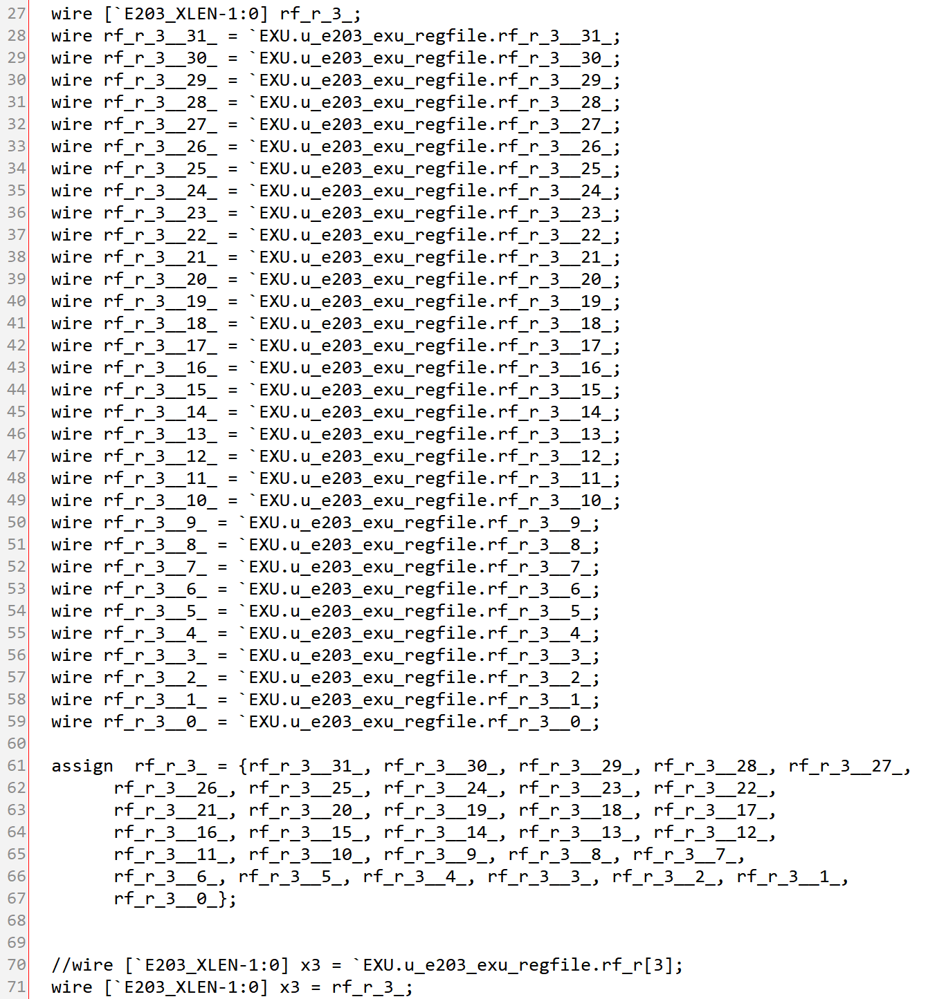 27 wire [`E203_XLEN-1:0] rf_r_3_;
28 wire rf_r_3__31_ = `EXU.u_e203_exu_regfile.rf_r_3__31_;
29 wire rf_r_3__30_ = `EXU.u_e203_exu_regfile.rf_r_3__30_;
30 wire rf_r_3__29_ = `EXU.u_e203_exu_regfile.rf_r_3__29_;
31 wire rf_r_3__28_ = `EXU.u_e203_exu_regfile.rf_r_3__28_;
32 wire rf_r_3__27_ = `EXU.u_e203_exu_regfile.rf_r_3__27_;
33 wire rf_r_3__26_ = `EXU.u_e203_exu_regfile.rf_r_3__26_;
34 wire rf_r_3__25_ = `EXU.u_e203_exu_regfile.rf_r_3__25_;
35 wire rf_r_3__24_ = `EXU.u_e203_exu_regfile.rf_r_3__24_;
36 wire rf_r_3__23_ = `EXU.u_e203_exu_regfile.rf_r_3__23_;
37 wire rf_r_3__22_ = `EXU.u_e203_exu_regfile.rf_r_3__22_;
38 wire rf_r_3__21_ = `EXU.u_e203_exu_regfile.rf_r_3__21_;
39 wire rf_r_3__20_ = `EXU.u_e203_exu_regfile.rf_r_3__20_;
40 wire rf_r_3__19_ = `EXU.u_e203_exu_regfile.rf_r_3__19_;
41 wire rf_r_3__18_ = `EXU.u_e203_exu_regfile.rf_r_3__18_;
42 wire rf_r_3__17_ = `EXU.u_e203_exu_regfile.rf_r_3__17_;
43 wire rf_r_3__16_ = `EXU.u_e203_exu_regfile.rf_r_3__16_;
44 wire rf_r_3__15_ = `EXU.u_e203_exu_regfile.rf_r_3__15_;
45 wire rf_r_3__14_ = `EXU.u_e203_exu_regfile.rf_r_3__14_;
46 wire rf_r_3__13_ = `EXU.u_e203_exu_regfile.rf_r_3__13_;
47 wire rf_r_3__12_ = `EXU.u_e203_exu_regfile.rf_r_3__12_;
48 wire rf_r_3__11_ = `EXU.u_e203_exu_regfile.rf_r_3__11_;
49 wire rf_r_3__10_ = `EXU.u_e203_exu_regfile.rf_r_3__10_;
50 wire rf_r_3__9_ = `EXU.u_e203_exu_regfile.rf_r_3__9_;
51 wire rf_r_3__8_ = `EXU.u_e203_exu_regfile.rf_r_3__8_;
52 wire rf_r_3__7_ = `EXU.u_e203_exu_regfile.rf_r_3__7_;
53 wire rf_r_3__6_ = `EXU.u_e203_exu_regfile.rf_r_3__6_;
54 wire rf_r_3__5_ = `EXU.u_e203_exu_regfile.rf_r_3__5_;
55 wire rf_r_3__4_ = `EXU.u_e203_exu_regfile.rf_r_3__4_;
56 wire rf_r_3__3_ = `EXU.u_e203_exu_regfile.rf_r_3__3_;
57 wire rf_r_3__2_ = `EXU.u_e203_exu_regfile.rf_r_3__2_;
58 wire rf_r_3__1_ = `EXU.u_e203_exu_regfile.rf_r_3__1_;
59 wire rf_r_3__0_ = `EXU.u_e203_exu_regfile.rf_r_3__0_;
60
61 assign  rf_r_3_ = {rf_r_3__31_, rf_r_3__30_, rf_r_3__29_, rf_r_3__28_, rf_r_3__27_,
62       rf_r_3__26_, rf_r_3__25_, rf_r_3__24_, rf_r_3__23_, rf_r_3__22_,
63       rf_r_3__21_, rf_r_3__20_, rf_r_3__19_, rf_r_3__18_, rf_r_3__17_,
64       rf_r_3__16_, rf_r_3__15_, rf_r_3__14_, rf_r_3__13_, rf_r_3__12_,
65       rf_r_3__11_, rf_r_3__10_, rf_r_3__9_, rf_r_3__8_, rf_r_3__7_,
66       rf_r_3__6_, rf_r_3__5_, rf_r_3__4_, rf_r_3__3_, rf_r_3__2_, rf_r_3__1_,
67       rf_r_3__0_};
68
69
70 //wire [`E203_XLEN-1:0] x3 = `EXU.u_e203_exu_regfile.rf_r[3];
71 wire [`E203_XLEN-1:0] x3 = rf_r_3_;